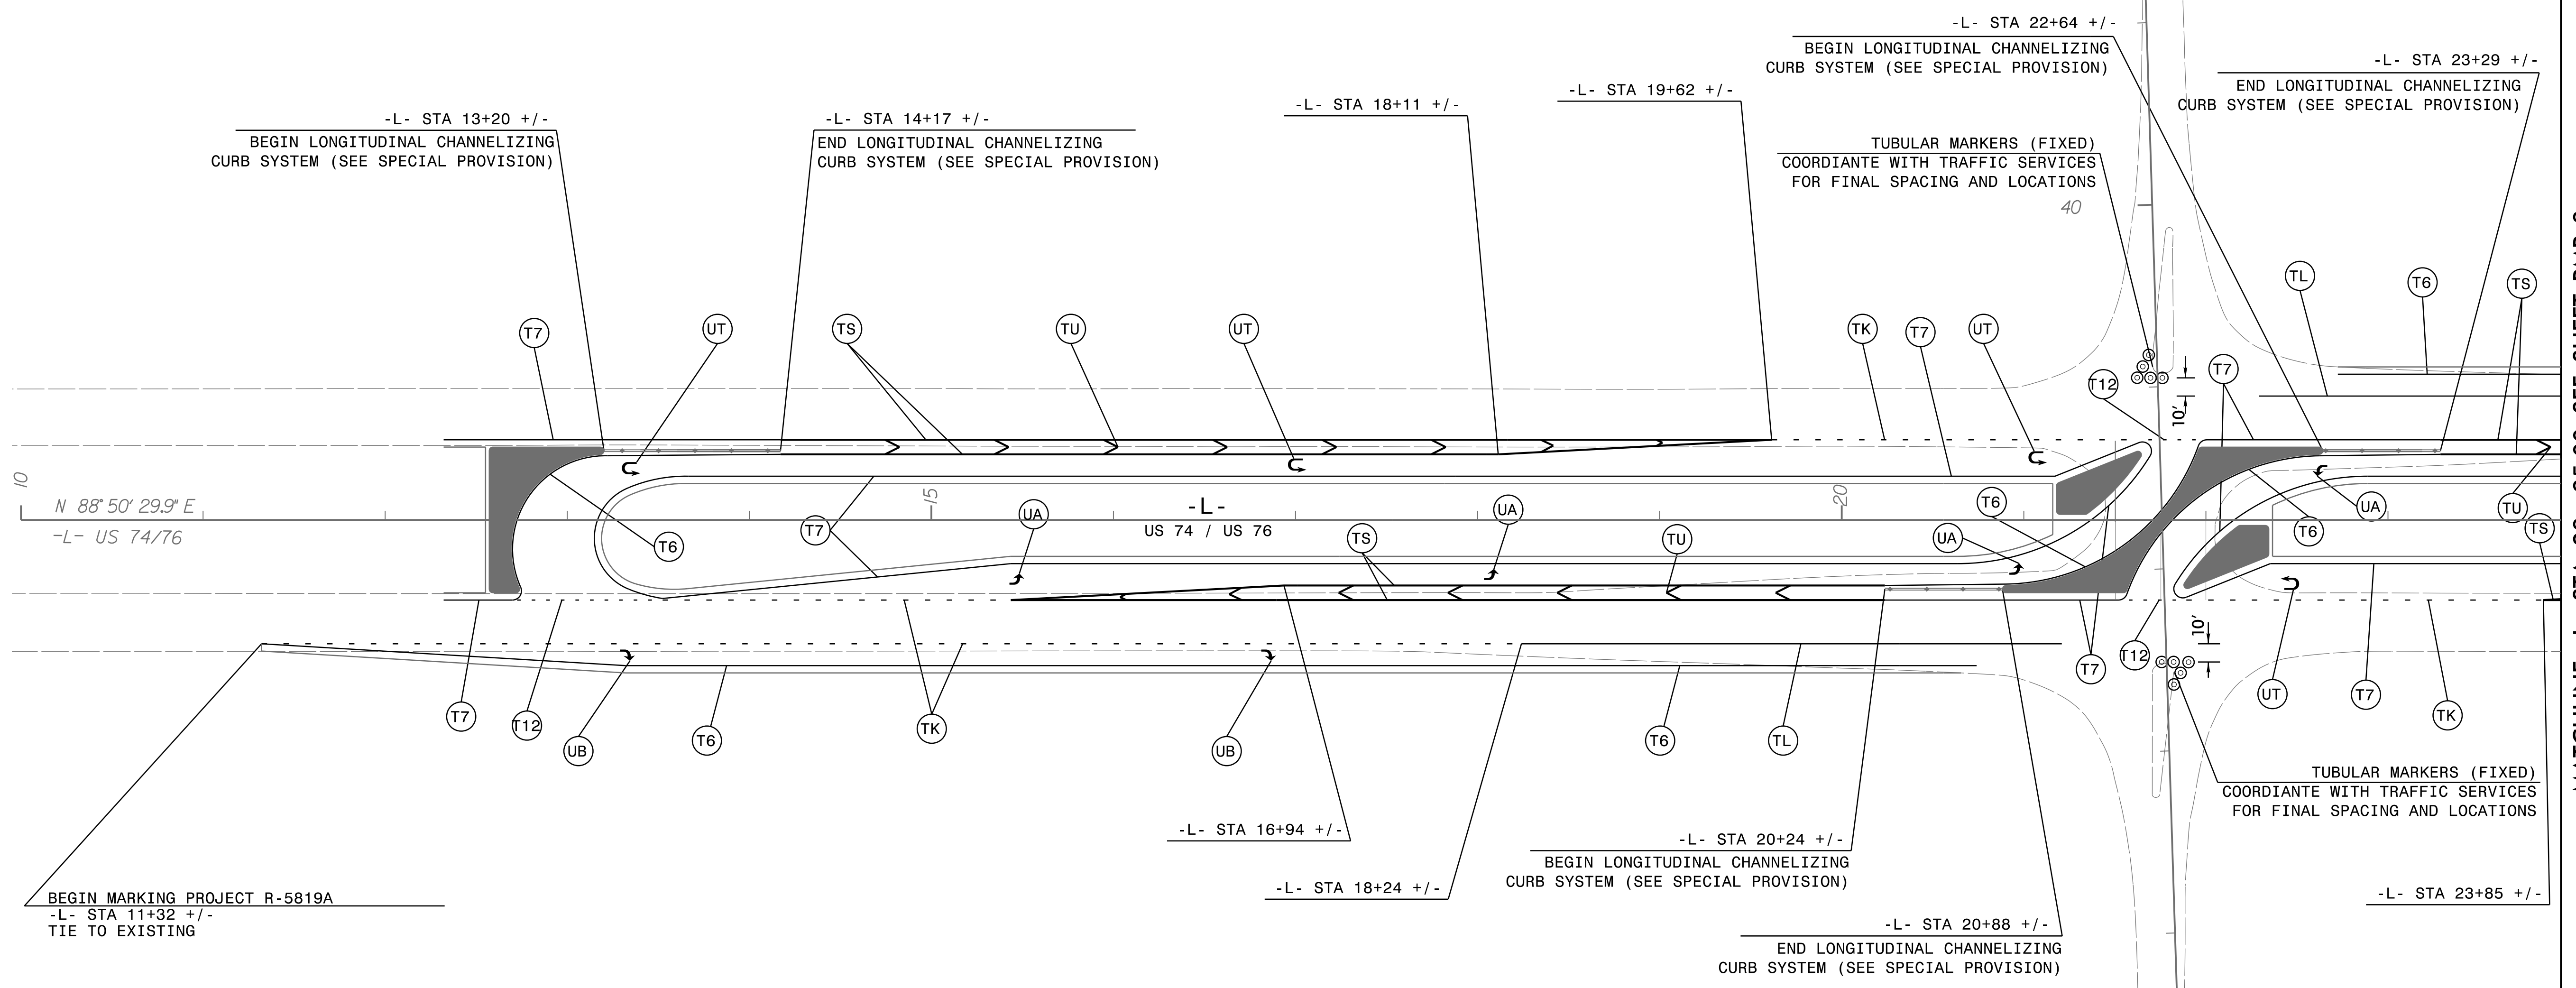 -L- STA 22+64 +/-
BEGIN LONGITUDINAL CHANNELIZING
CURB SYSTEM (SEE SPECIAL PROVISION)
-L- STA 23+29 +/-
END LONGITUDINAL CHANNELIZING
CURB SYSTEM (SEE SPECIAL PROVISION)
-L- STA 19+62 +/-
-L- STA 18+11 +/-
-L- STA 13+20 +/-
BEGIN LONGITUDINAL CHANNELIZING
CURB SYSTEM (SEE SPECIAL PROVISION)
-L- STA 14+17 +/-
END LONGITUDINAL CHANNELIZING
CURB SYSTEM (SEE SPECIAL PROVISION)
TUBULAR MARKERS (FIXED)
COORDIANTE WITH TRAFFIC SERVICES
FOR FINAL SPACING AND LOCATIONS
40
TL
T6
TS
T7
UT
TS
TU
UT
TK
T7
UT
T12
T7
10'
10
N 88° 50' 29.9" E
-L- US 74/76
15
-L-
US 74 / US 76
20
T6
T7
UA
TS
UA
TU
UA
T6
T6
UA
TU
TS
10'
T7
T12
UB
T6
TK
UB
T6
TL
T7
T12
UT
T7
TK
TUBULAR MARKERS (FIXED)
COORDIANTE WITH TRAFFIC SERVICES
FOR FINAL SPACING AND LOCATIONS
-L- STA 16+94 +/-
-L- STA 20+24 +/-
BEGIN LONGITUDINAL CHANNELIZING
CURB SYSTEM (SEE SPECIAL PROVISION)
-L- STA 18+24 +/-
-L- STA 23+85 +/-
BEGIN MARKING PROJECT R-5819A
-L- STA 11+32 +/-
TIE TO EXISTING
-L- STA 20+88 +/-
END LONGITUDINAL CHANNELIZING
CURB SYSTEM (SEE SPECIAL PROVISION)